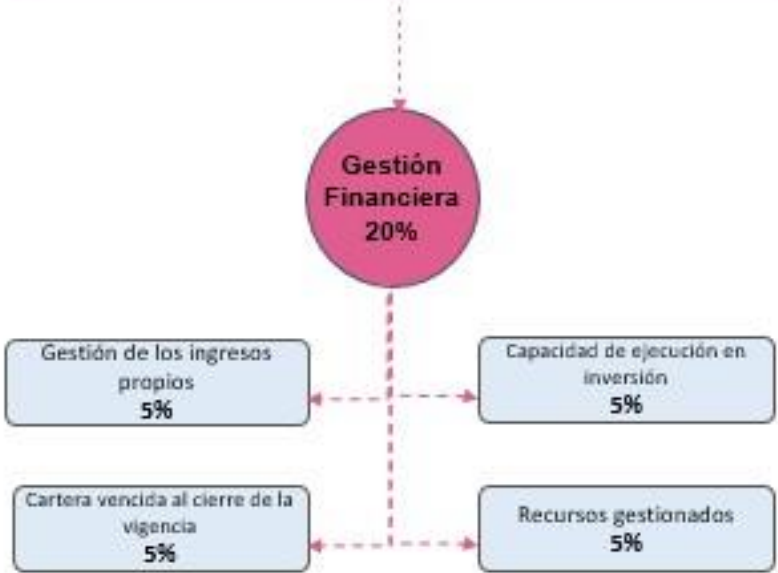 Gestión
Financiera
20%
Gestión de los ingresos
propios
5%
Capacidad de ejecución en
inversión
5%
Cartera vencida al cierre de la
vigencia
5%
Recursos gestionados
5%